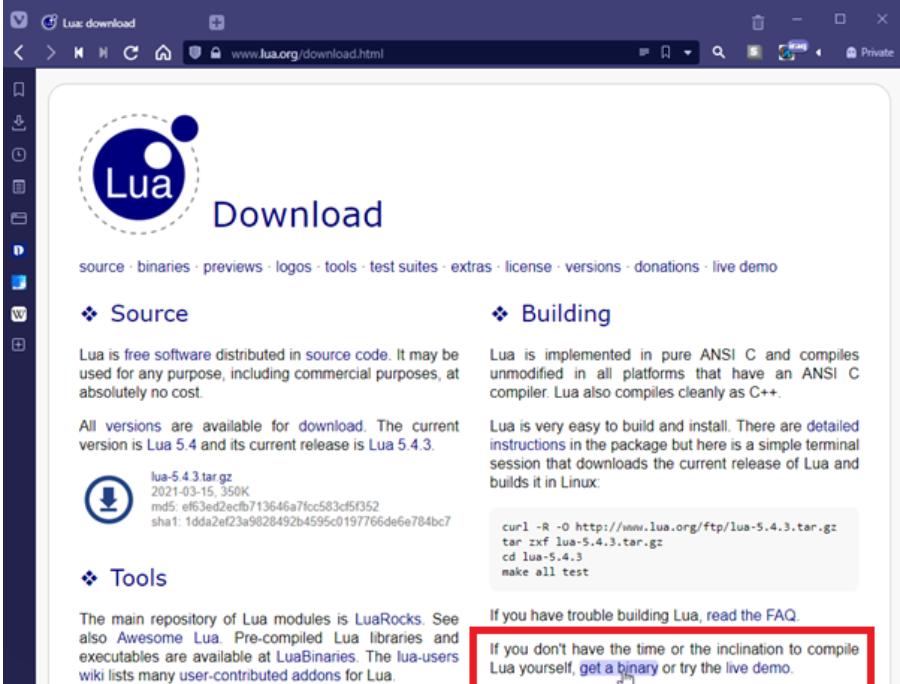 Lua: download
www.lua.org/download.html
Private
Lua
Download
source · binaries · previews · logos · tools · test suites · extras · license · versions · donations · live demo
❖ Source
Lua is free software distributed in source code. It may be
used for any purpose, including commercial purposes, at
absolutely no cost.
All versions are available for download. The current
version is Lua 5.4 and its current release is Lua 5.4.3.
lua-5.4.3.tar.gz
2021-03-15, 350K
md5: ef63ed2ecfb713646a7fcc583cf5f352
sha1: 1dda2ef23a9828492b4595c0197766de6e784bc7
❖ Tools
The main repository of Lua modules is LuaRocks. See
also Awesome Lua. Pre-compiled Lua libraries and
executables are available at LuaBinaries. The lua-users
wiki lists many user-contributed addons for Lua.
❖ Building
Lua is implemented in pure ANSI C and compiles
unmodified in all platforms that have an ANSI C
compiler. Lua also compiles cleanly as C++.
Lua is very easy to build and install. There are detailed
instructions in the package but here is a simple terminal
session that downloads the current release of Lua and
builds it in Linux:
curl -R -O http://www.lua.org/ftp/lua-5.4.3.tar.gz
tar zxf lua-5.4.3.tar.gz
cd lua-5.4.3
make all test
If you have trouble building Lua, read the FAQ.
If you don't have the time or the inclination to compile
Lua yourself, get a binary or try the live demo.